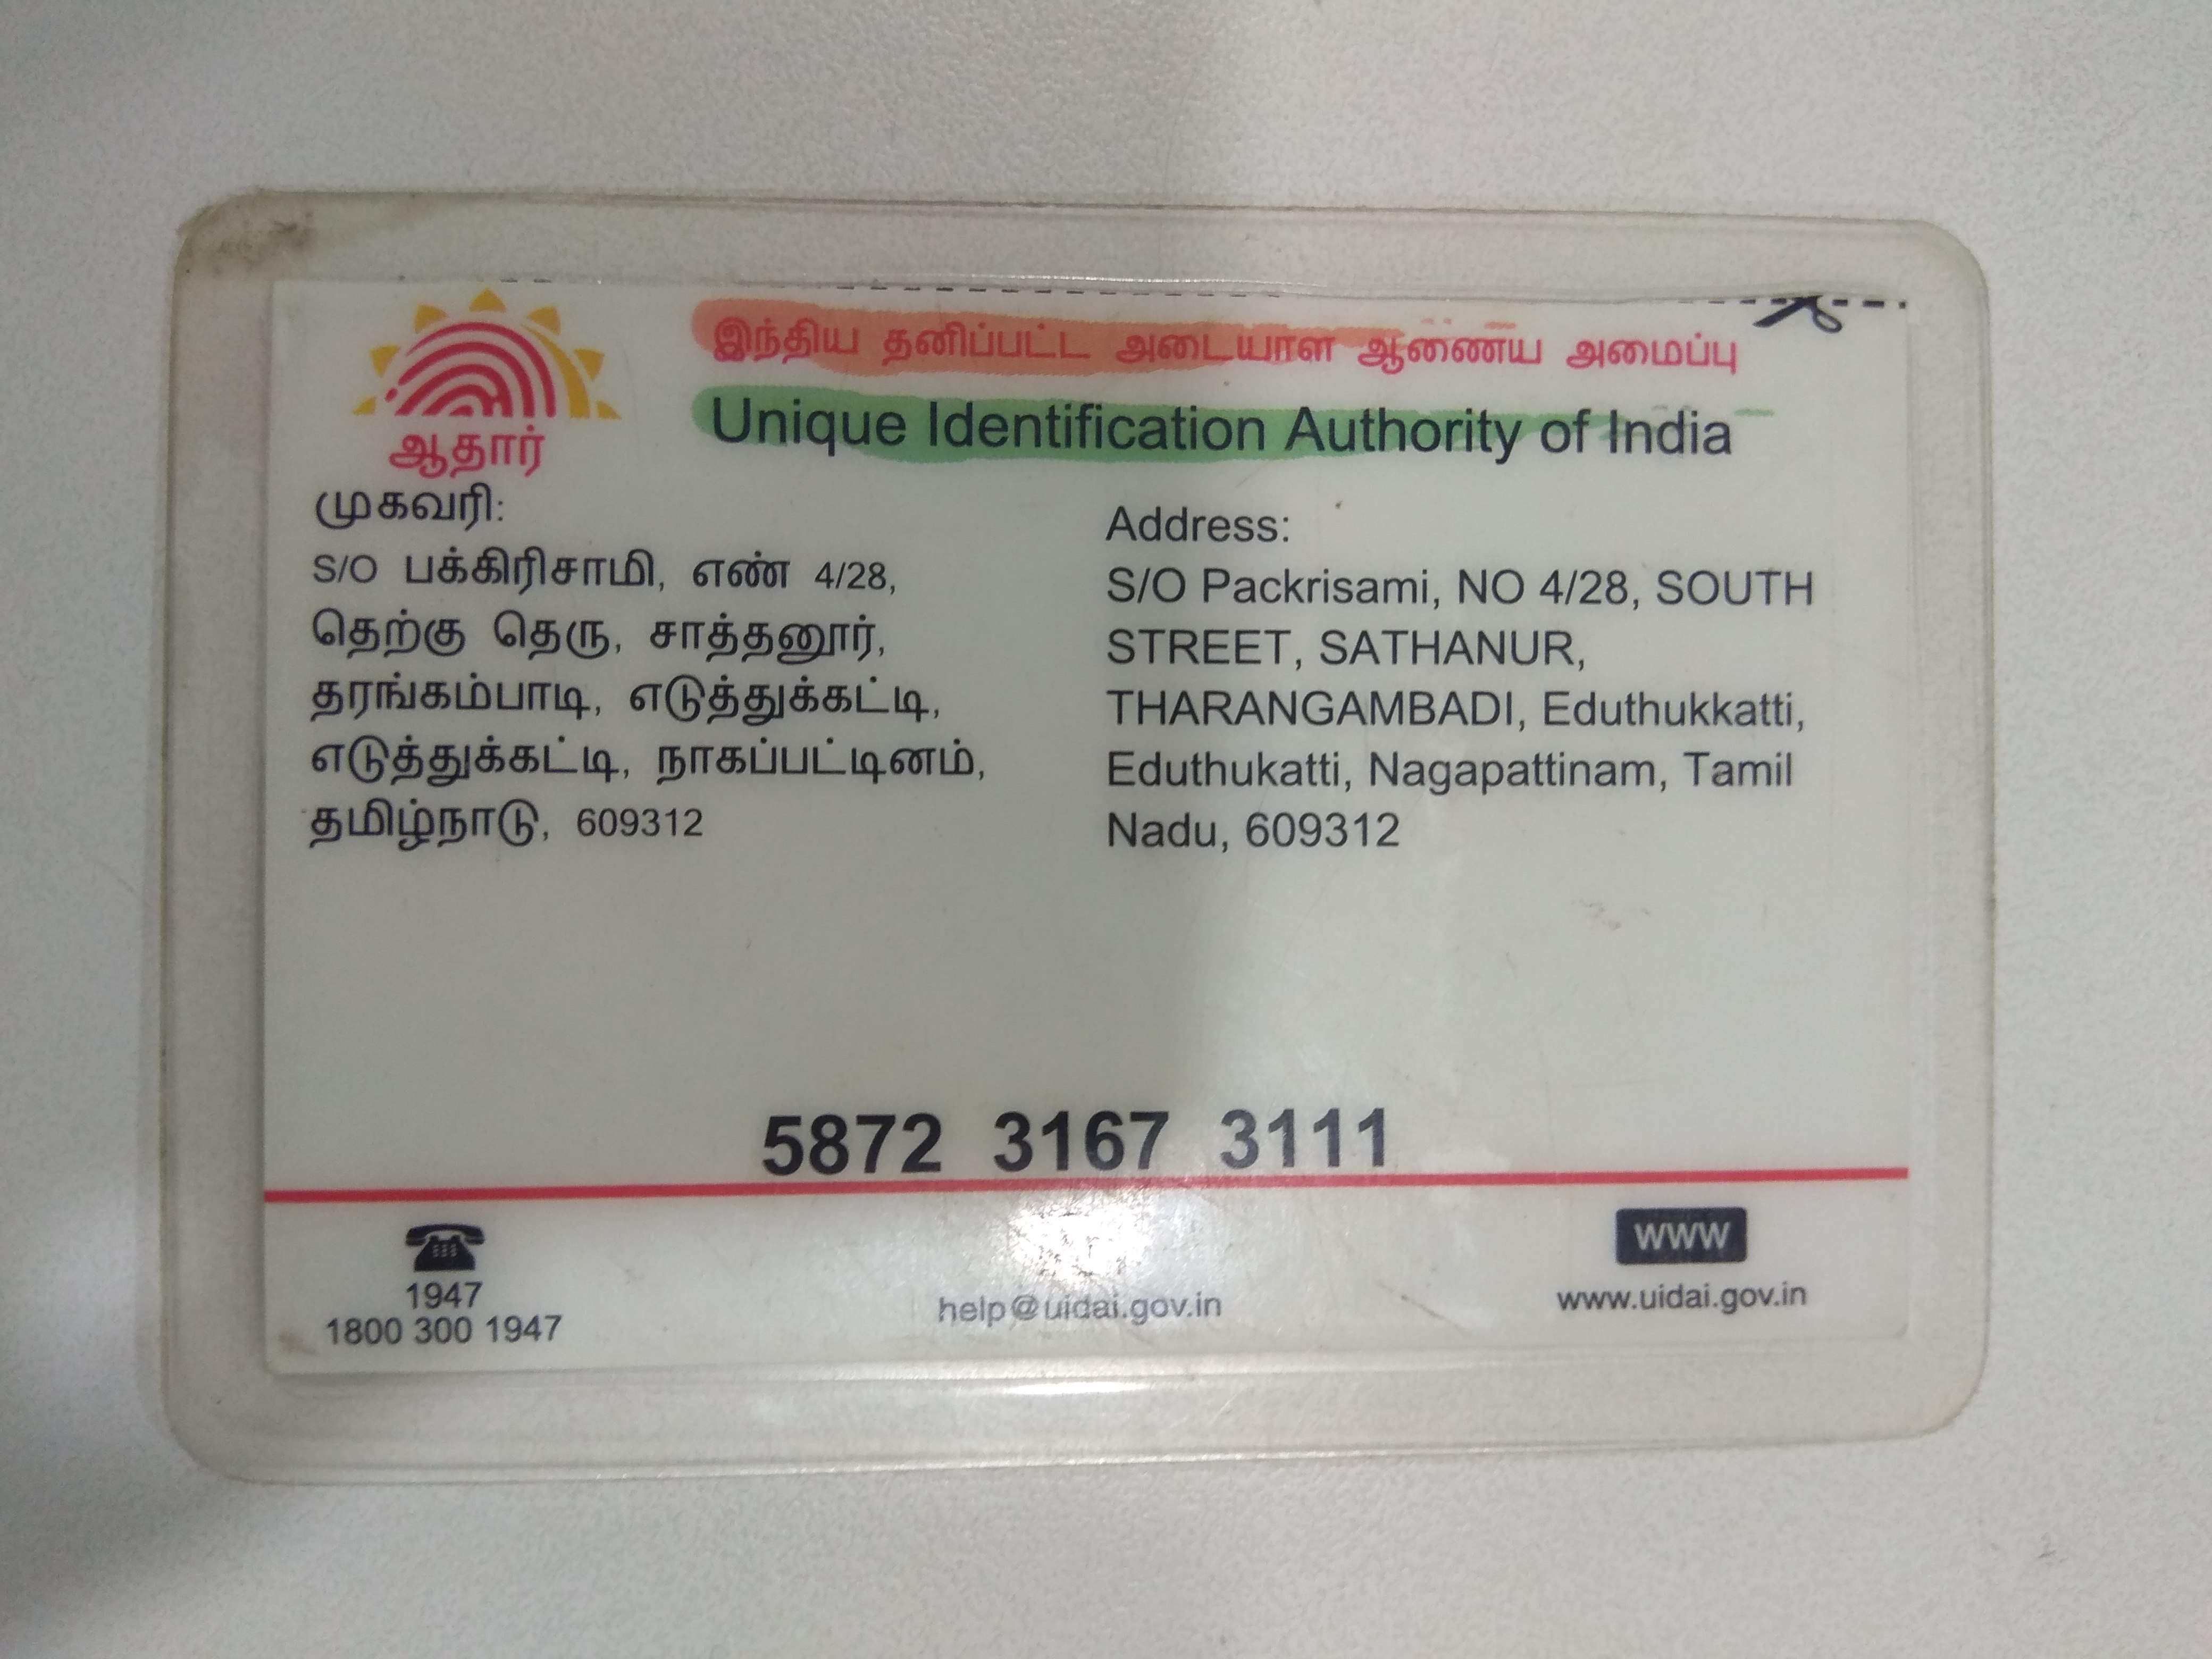 இந்திய தனிப்பட்ட அடையாள ஆணைய அமைப்பு
Unique Identification Authority of India
ஆதார்
முகவரி:
S/O பக்கிரிசாமி, எண் 4/28,
தெற்கு தெரு, சாத்தனூர்,
தரங்கம்பாடி, எடுத்துக்கட்டி,
எடுத்துக்கட்டி, நாகப்பட்டினம்,
தமிழ்நாடு, 609312
Address:
S/O Packrisami, NO 4/28, SOUTH
STREET, SATHANUR,
THARANGAMBADI, Eduthukkatti,
Eduthukatti, Nagapattinam, Tamil
Nadu, 609312
5872 3167 3111
1947
1800 300 1947
help@uidai.gov.in
WWW
www.uidai.gov.in